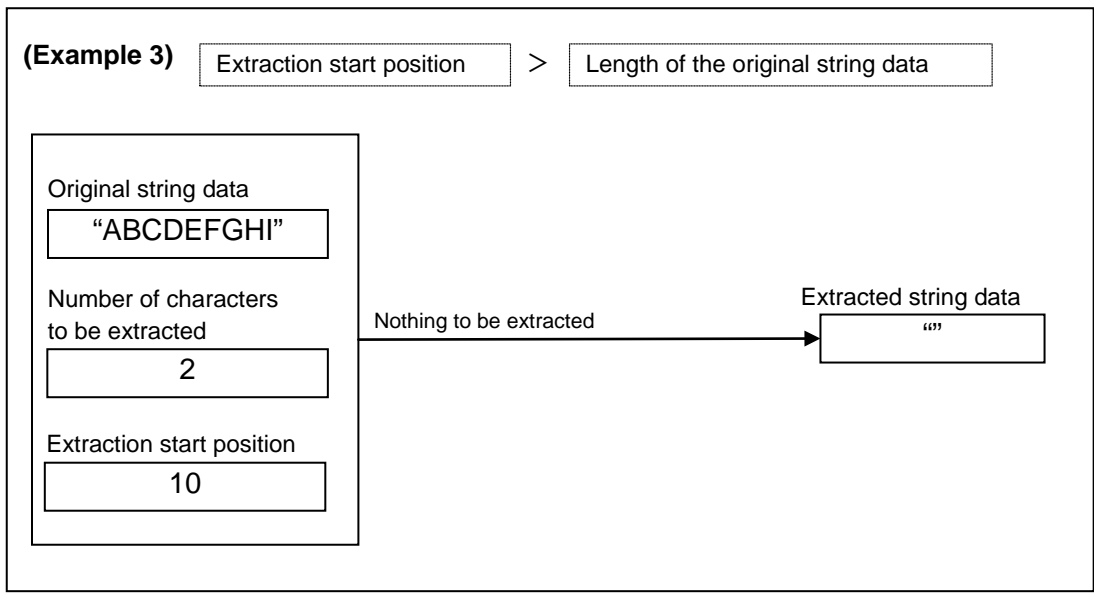 (Example 3) Extraction start position > Length of the original string data
Original string data
“ABCDEFGHI”
Number of characters
to be extracted
2
Extraction start position
10
Nothing to be extracted
Extracted string data
“”